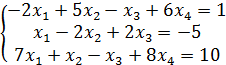 -2x₁ + 5x₂ - x₃ + 6x₄ = 1
x₁ - 2x₂ + 2x₃ = -5
7x₁ + x₂ - x₃ + 8x₄ = 10